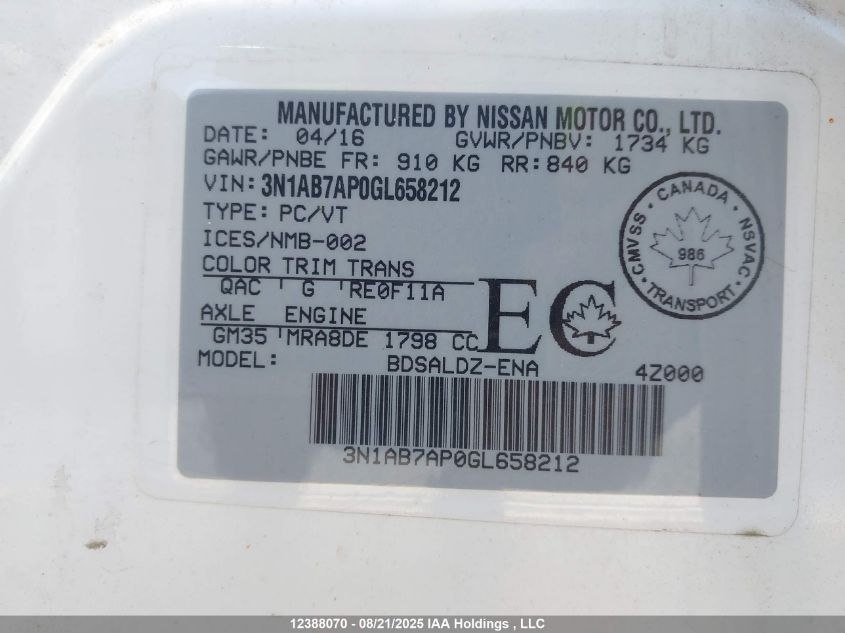 MANUFACTURED BY NISSAN MOTOR CO., LTD.
DATE: 04/16 GVWR/PNBV: 1734 KG
GAWR/PNBE FR: 910 KG RR:840 KG
VIN: 3N1AB7AP0GL658212
TYPE: PC/VT
ICES/NMB-002
CMVSS • CANADA • NSVAC • TRANSPORT •
986
COLOR TRIM TRANS
QAC G RE0F11A
AXLE ENGINE
GM35 MRA8DE 1798 CC
EC
MODEL: BDSALDZ-ENA 4Z000
3N1AB7AP0GL658212
12388070 - 08/21/2025 IAA Holdings , LLC